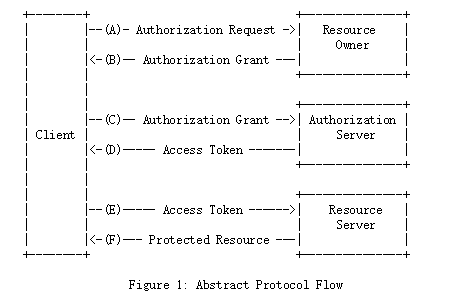 (A) Authorization Request
Resource Owner
(B) Authorization Grant
Client
(C) Authorization Grant
Authorization Server
(D) Access Token
(E) Access Token
Resource Server
(F) Protected Resource
Figure 1: Abstract Protocol Flow